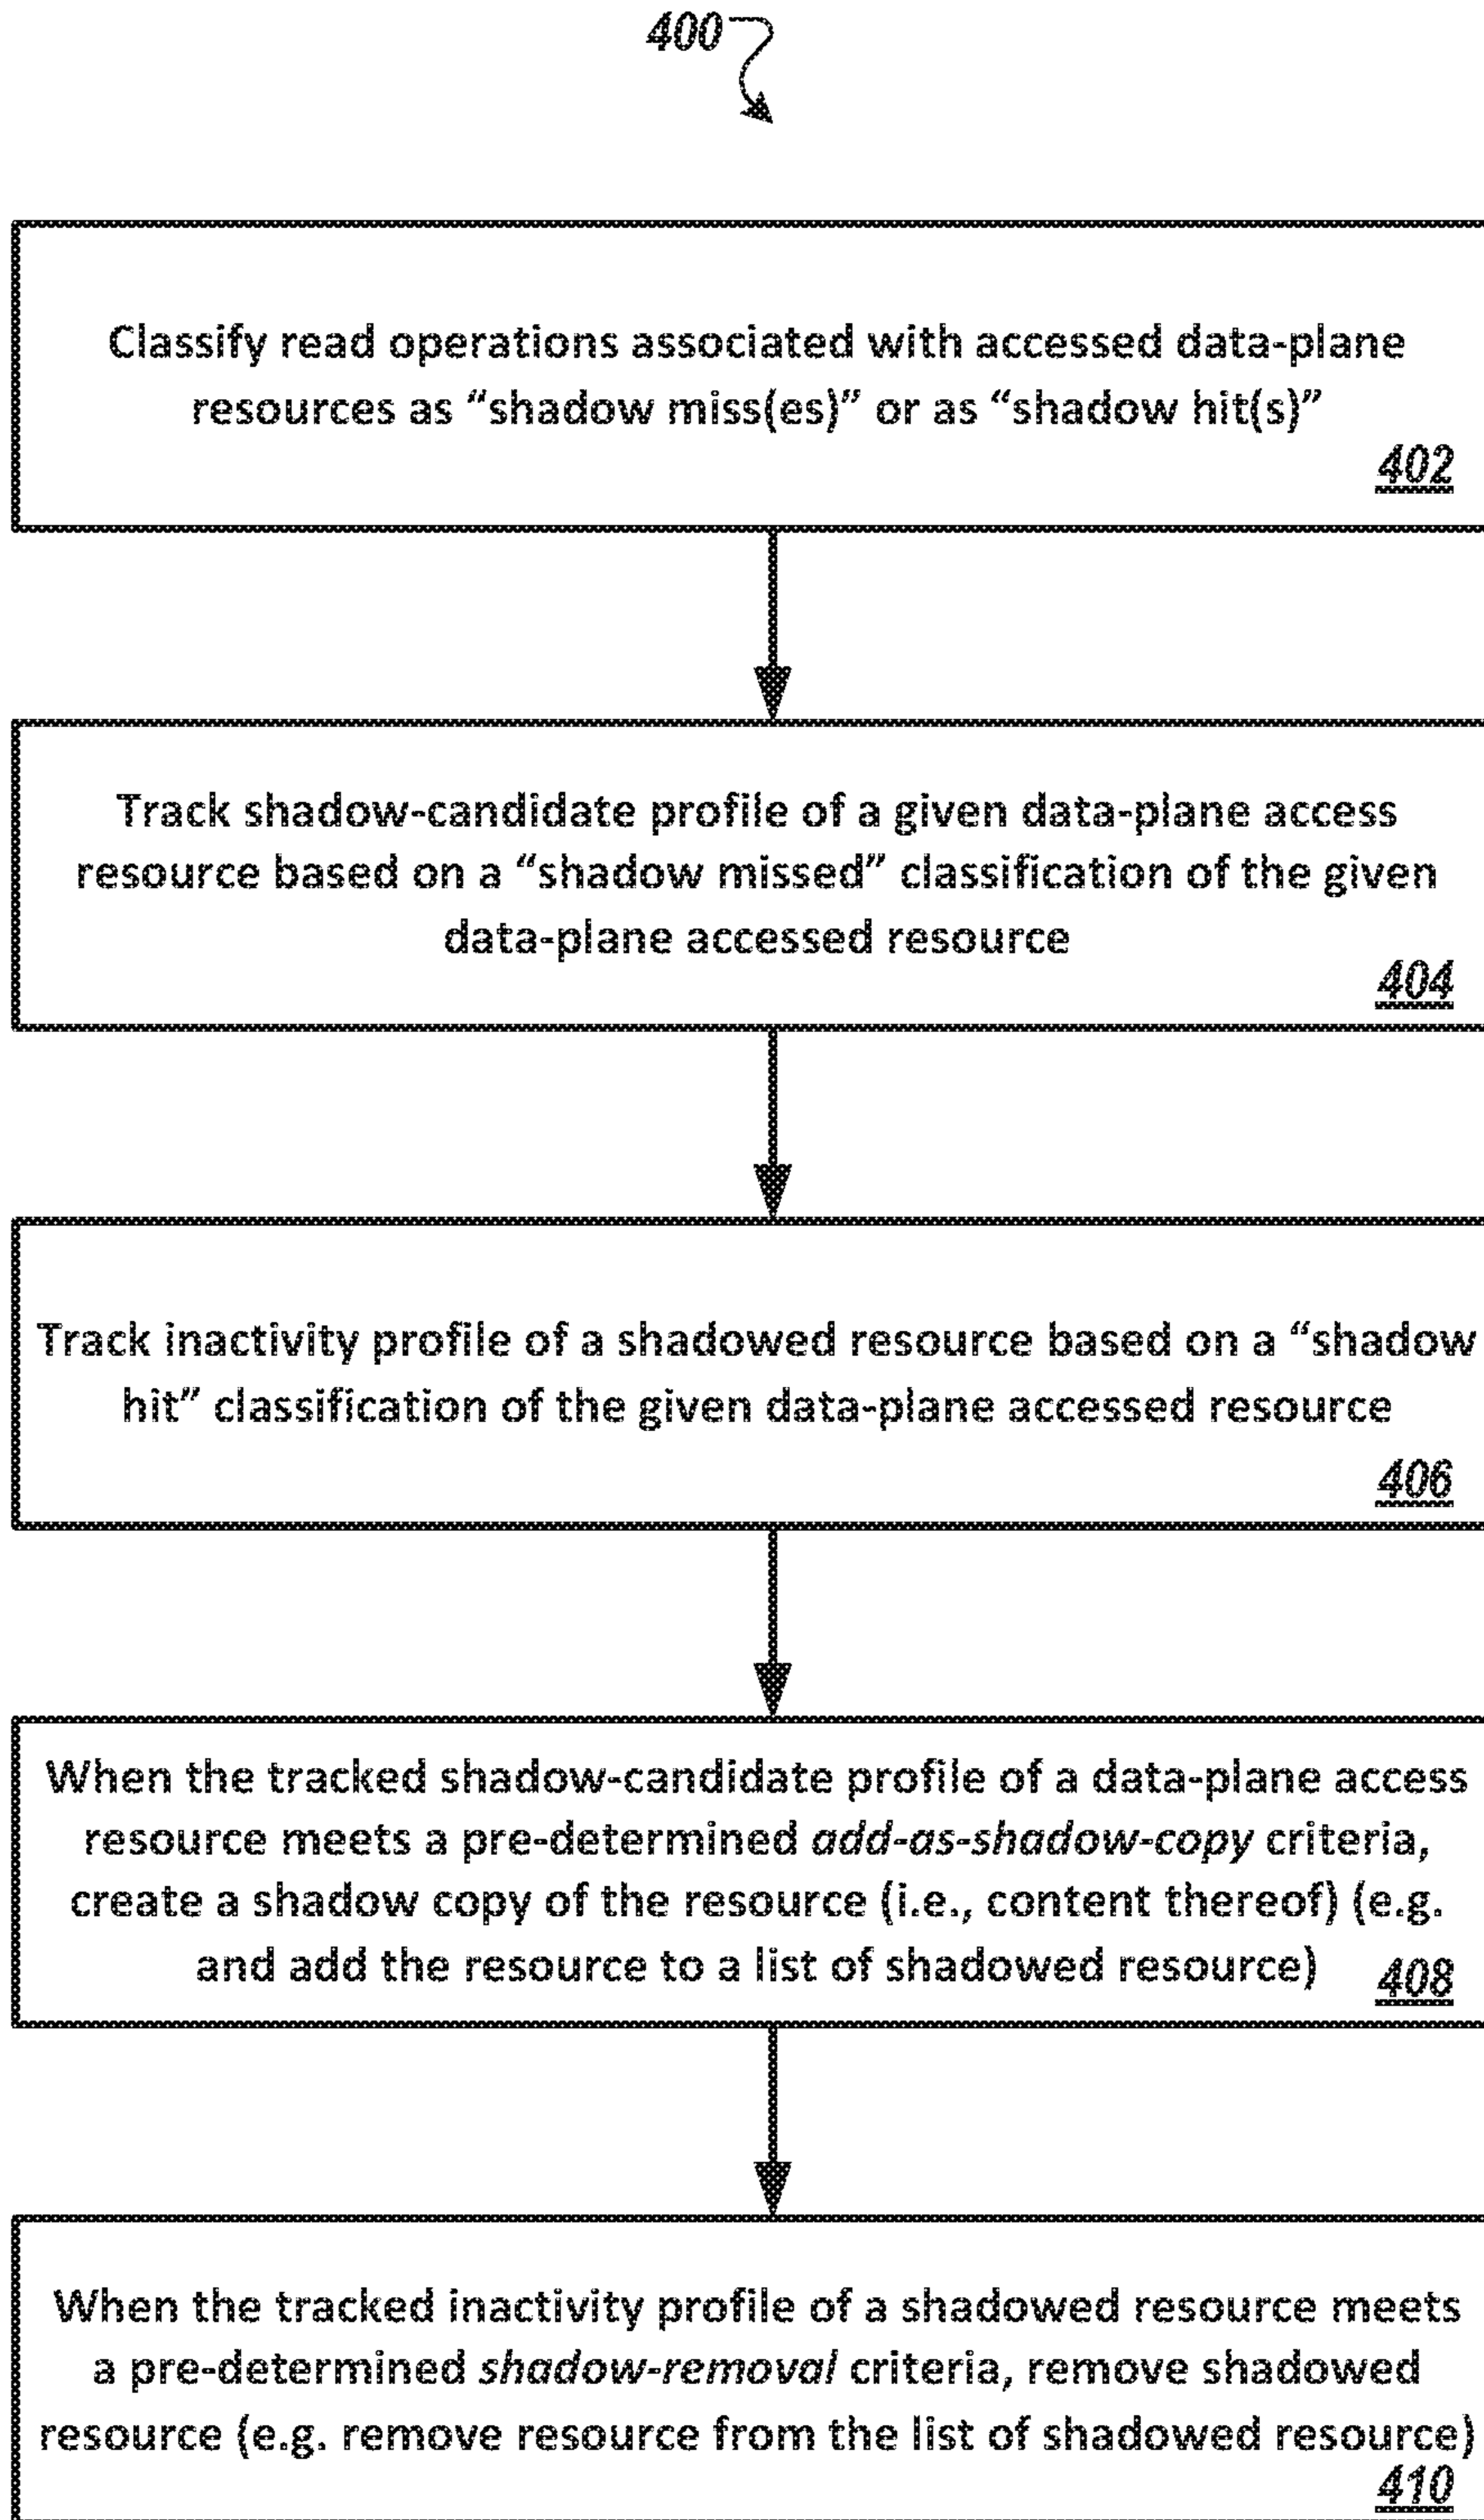 400
Classify read operations associated with accessed data-plane
resources as “shadow miss(es)” or as “shadow hit(s)”
402
Track shadow-candidate profile of a given data-plane access
resource based on a “shadow missed” classification of the given
data-plane accessed resource
404
Track inactivity profile of a shadowed resource based on a “shadow
hit” classification of the given data-plane accessed resource
406
When the tracked shadow-candidate profile of a data-plane access
resource meets a pre-determined add-as-shadow-copy criteria,
create a shadow copy of the resource (i.e., content thereof) (e.g.
and add the resource to a list of shadowed resource)
408
When the tracked inactivity profile of a shadowed resource meets
a pre-determined shadow-removal criteria, remove shadowed
resource (e.g. remove resource from the list of shadowed resource)
410